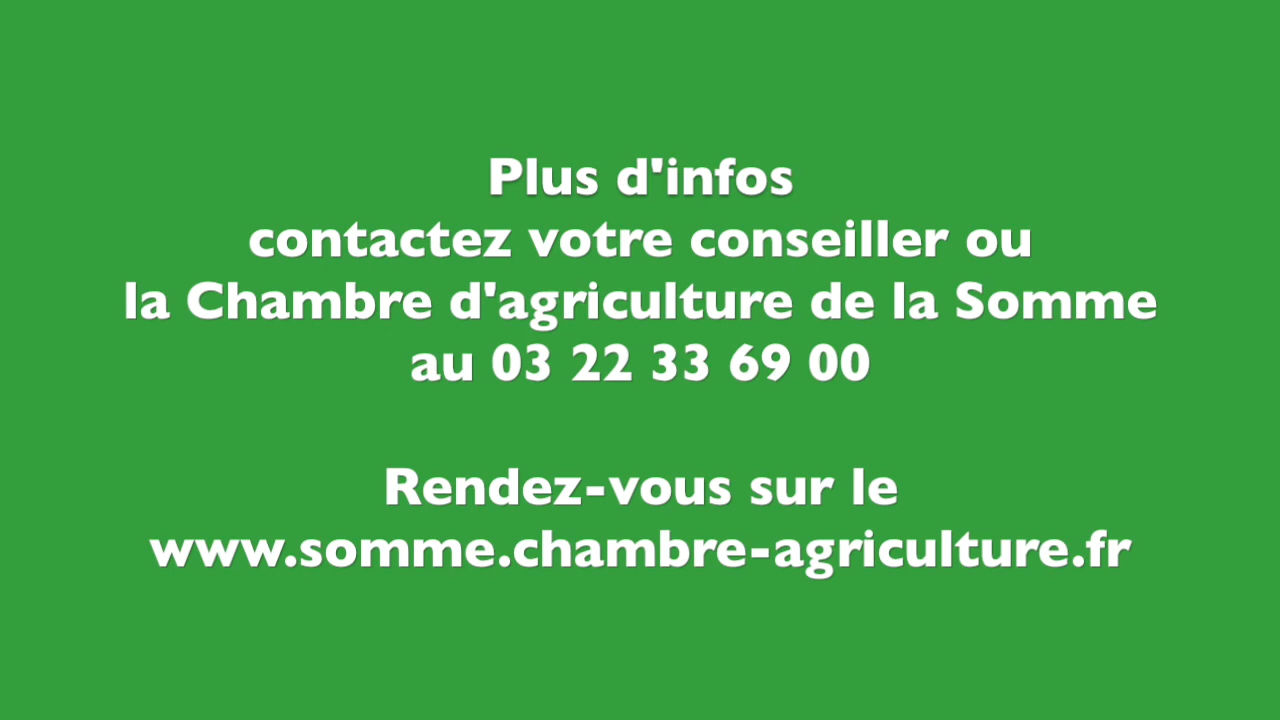 Plus d'infos
contactez votre conseiller ou
la Chambre d'agriculture de la Somme
au 03 22 33 69 00
Rendez-vous sur le
www.somme.chambre-agriculture.fr